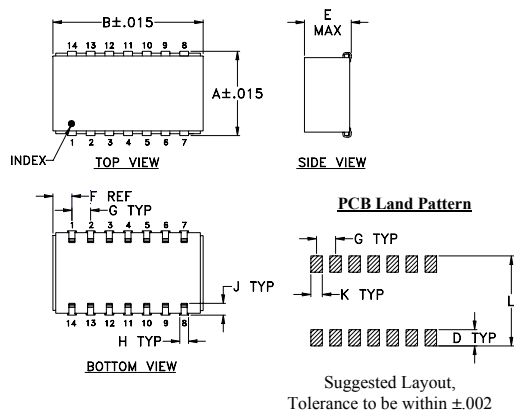 B±.015
14 13 12 11 10 9 8
A±.015
INDEX
1 2 3 4 5 6 7
TOP VIEW
E
MAX
SIDE VIEW
F REF
G TYP
1 2 3 4 5 6 7
J TYP
14 13 12 11 10 9 8
H TYP
BOTTOM VIEW
PCB Land Pattern
G TYP
K TYP
L
D TYP
Suggested Layout,
Tolerance to be within ±.002